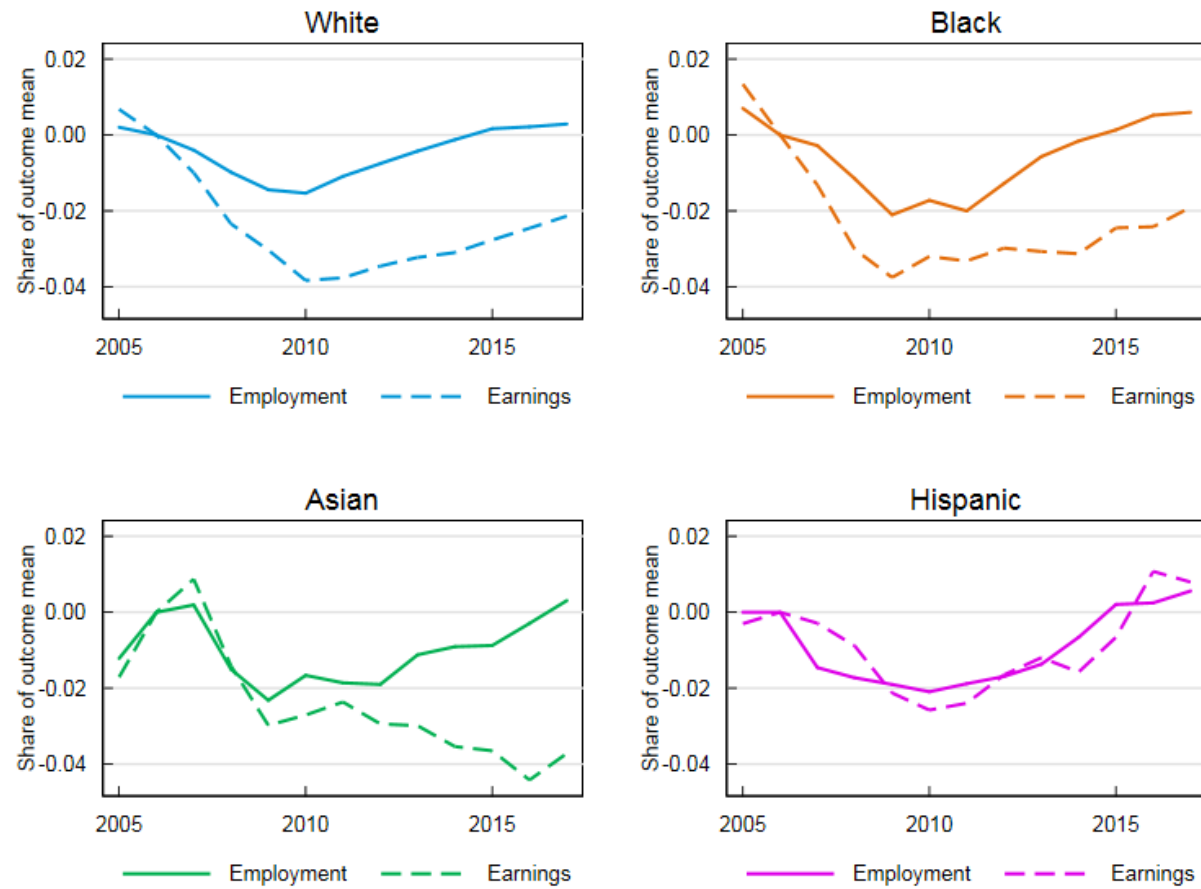 White
Share of outcome mean
0.02
0.00
-0.02
-0.04
2005 2010 2015
Employment Earnings
Black
Share of outcome mean
0.02
0.00
-0.02
-0.04
2005 2010 2015
Employment Earnings
Asian
Share of outcome mean
0.02
0.00
-0.02
-0.04
2005 2010 2015
Employment Earnings
Hispanic
Share of outcome mean
0.02
0.00
-0.02
-0.04
2005 2010 2015
Employment Earnings